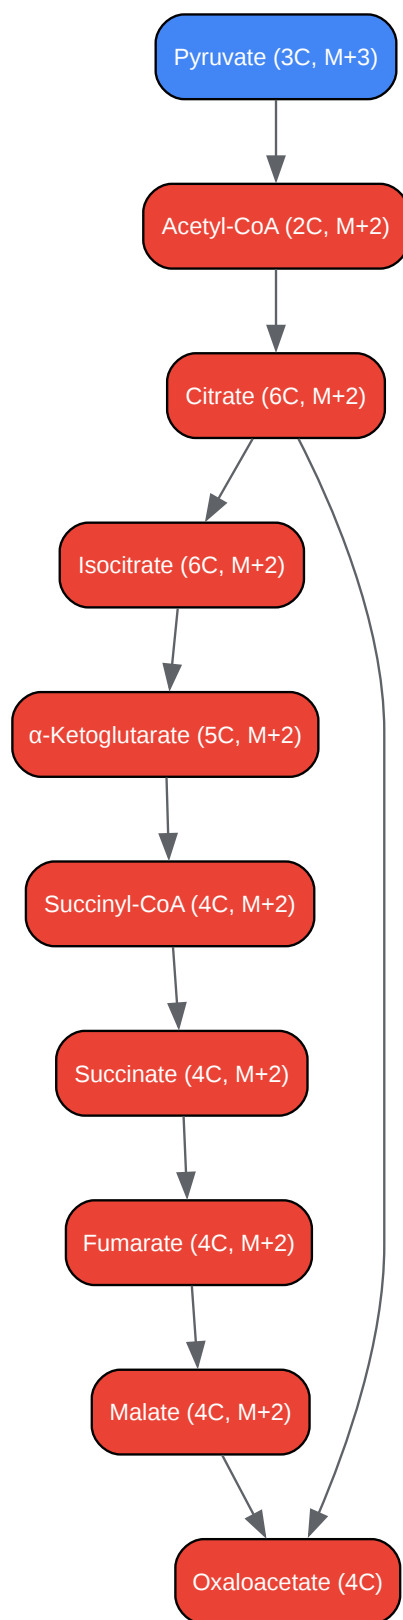 Pyruvate (3C, M+3)
Acetyl-CoA (2C, M+2)
Citrate (6C, M+2)
Isocitrate (6C, M+2)
α-Ketoglutarate (5C, M+2)
Succinyl-CoA (4C, M+2)
Succinate (4C, M+2)
Fumarate (4C, M+2)
Malate (4C, M+2)
Oxaloacetate (4C)